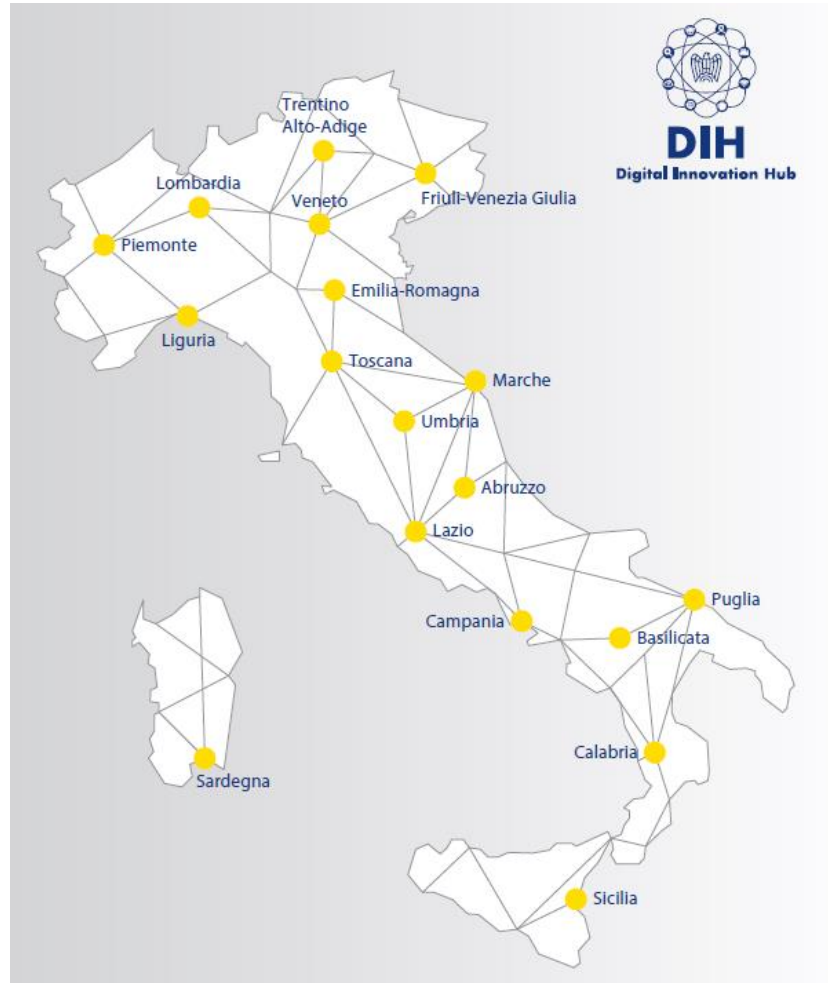 DIH
Digital Innovation Hub
Trentino
Alto-Adige
Lombardia
Veneto
Friuli-Venezia Giulia
Piemonte
Emilia-Romagna
Liguria
Toscana
Marche
Umbria
Abruzzo
Lazio
Puglia
Campania
Basilicata
Calabria
Sardegna
Sicilia